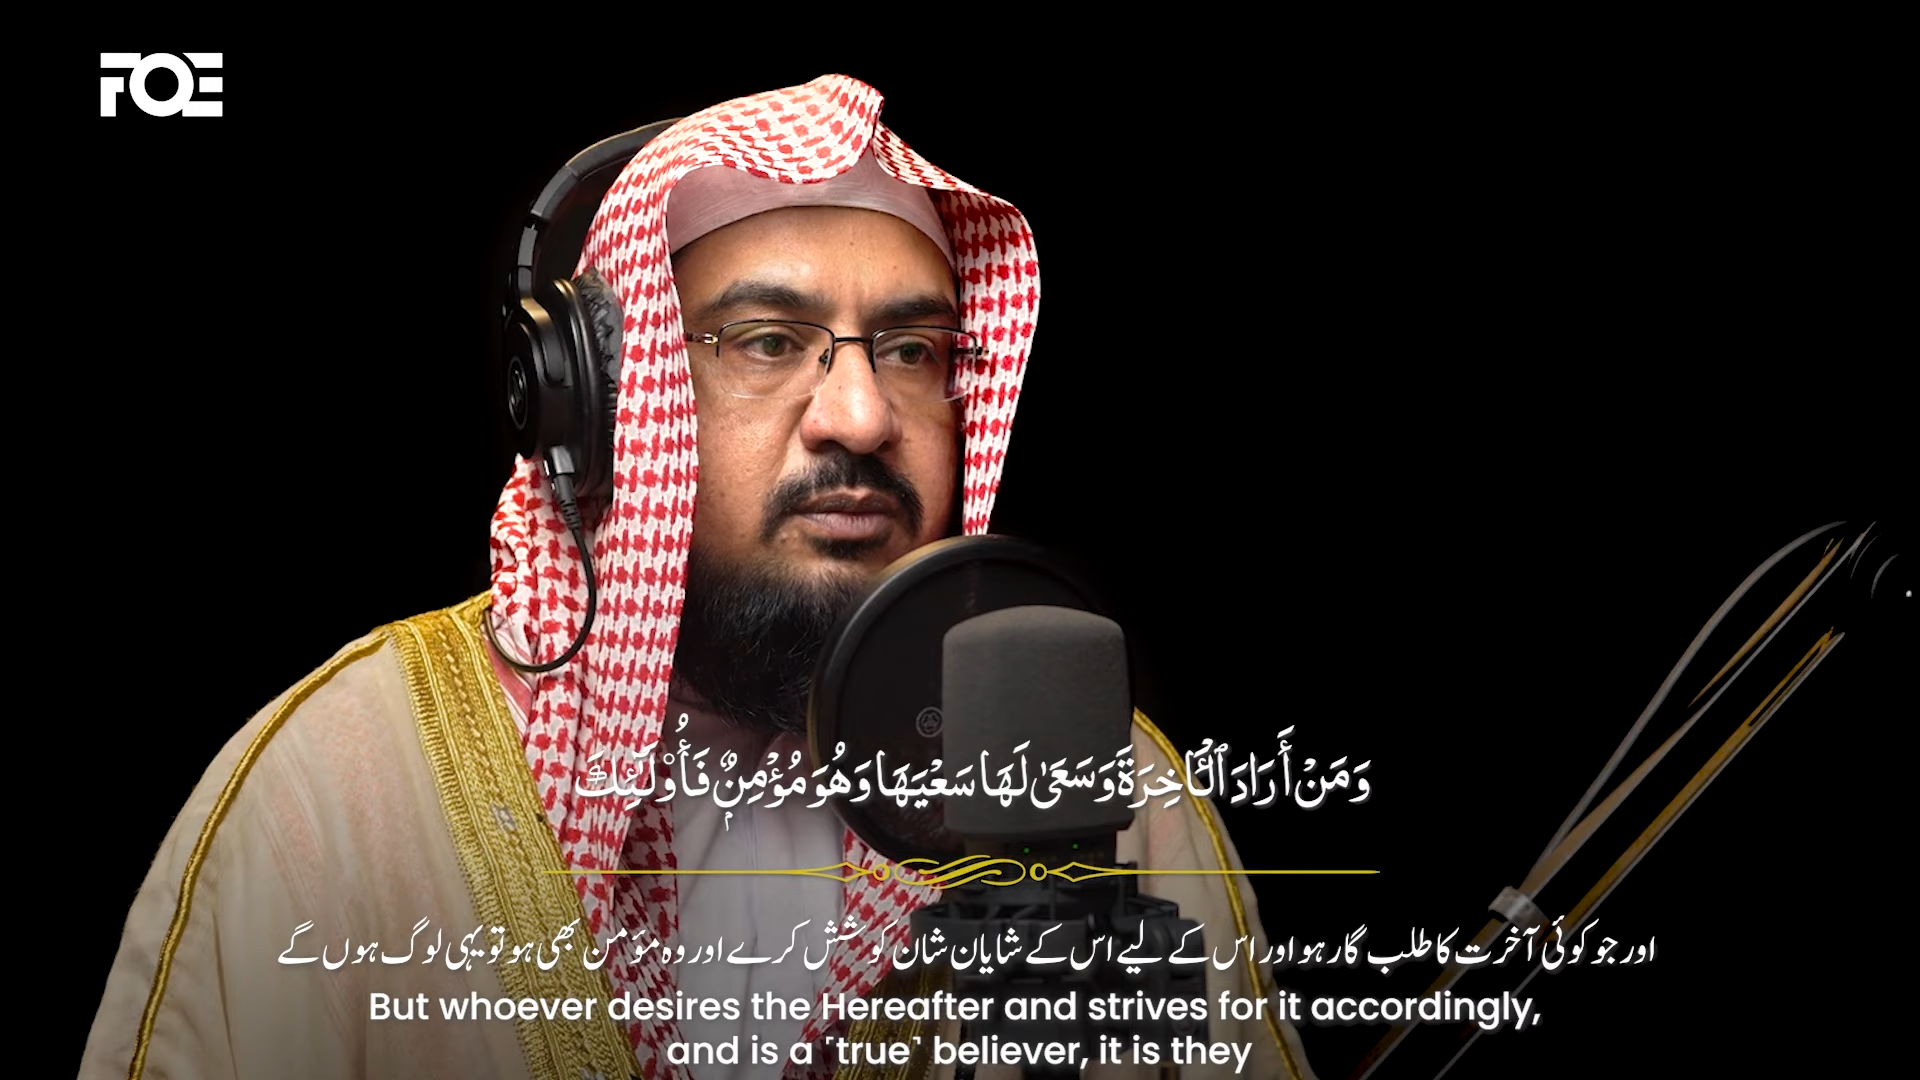 FOE
وَمَنْ أَرَادَ ٱلْـَٔاخِرَةَ وَسَعَىٰ لَهَا سَعْيَهَا وَهُوَ مُؤْمِنٌۭ فَأُو۟لَـٰٓئِكَ
اور جو کوئی آخرت کا طلب گار ہو اور اس کے لیے اس کے شایان شان کوشش کرے اور وہ مؤمن بھی ہو تو یہی لوگ ہوں گے
But whoever desires the Hereafter and strives for it accordingly,
and is a ˹true˺ believer, it is they